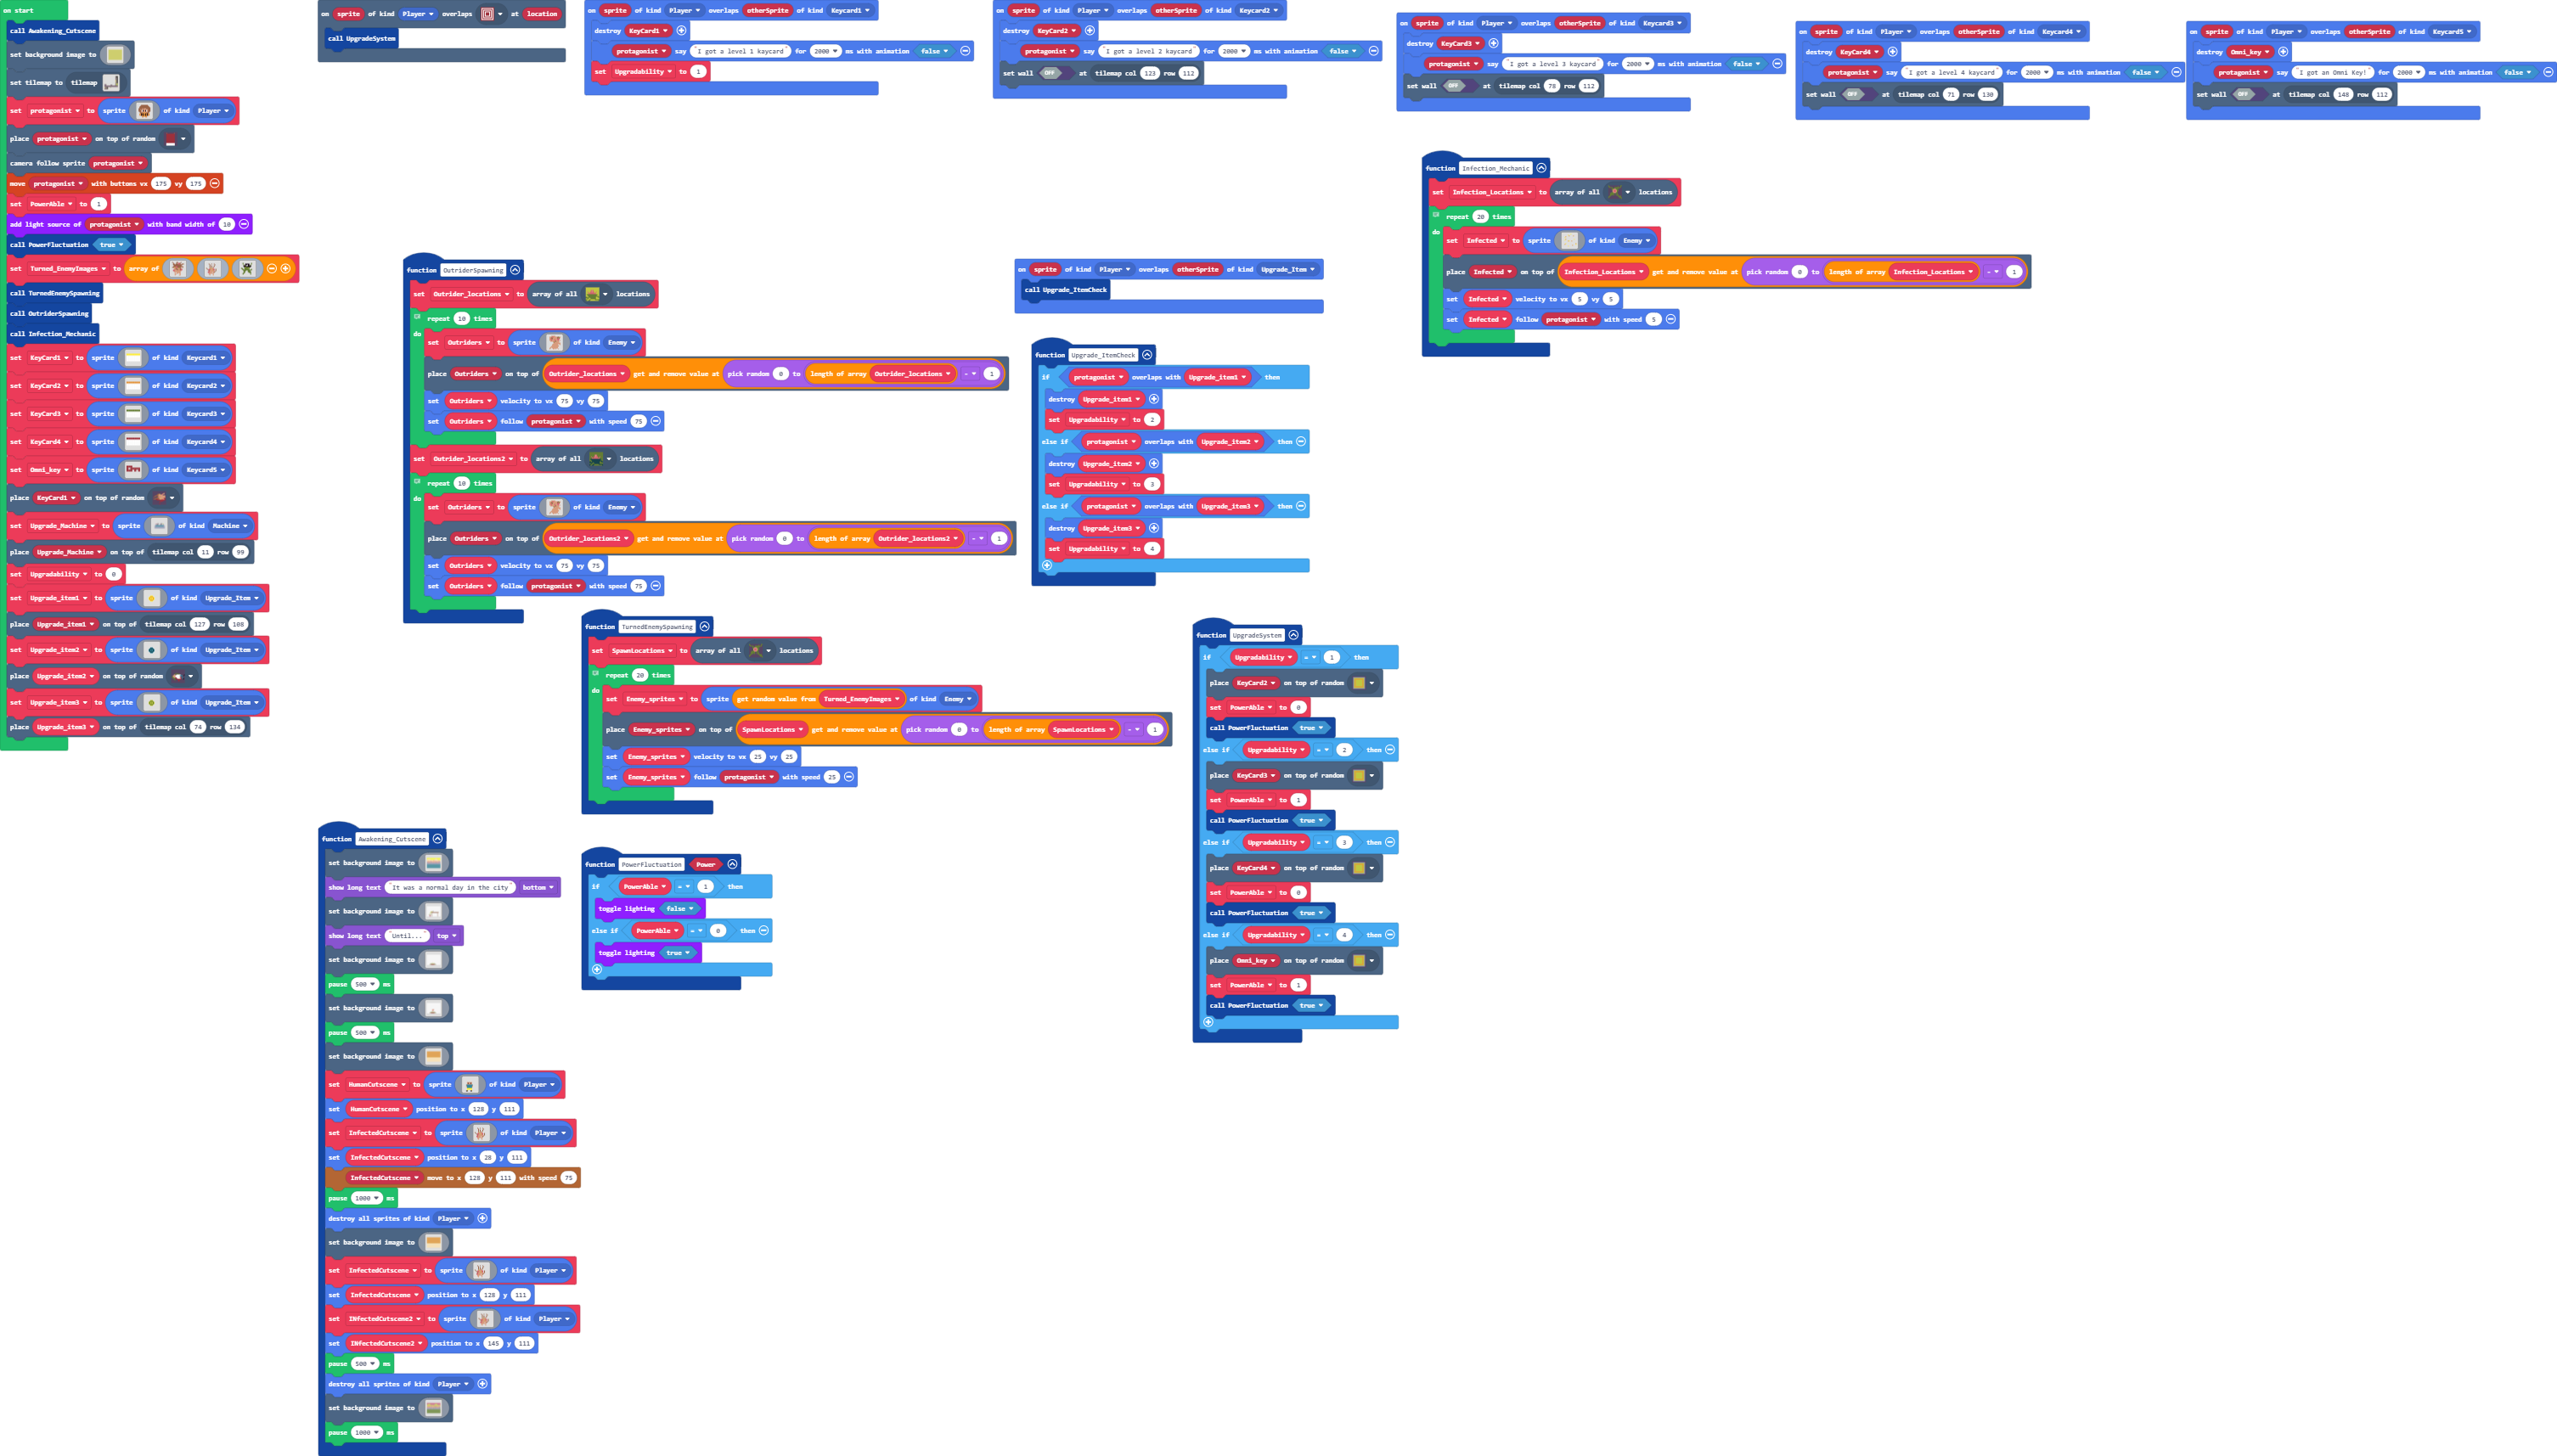 on start
call Awakening_Cutscene
set background image to
set tilemap to tilemap
set protagonist to sprite of kind Player
place protagonist on top of random
camera follow sprite protagonist
move protagonist with buttons vx 175 vy 175
set PowerAble to 1
add light source of protagonist with band width of 10
call PowerFluctuation true
set Turned_EnemyImages to array of
call TurnedEnemySpawning
call OutriderSpawning
call Infection_Mechanic
set KeyCard1 to sprite of kind Keycard1
set KeyCard2 to sprite of kind Keycard2
set KeyCard3 to sprite of kind Keycard3
set KeyCard4 to sprite of kind Keycard4
set Omni_key to sprite of kind Keycard5
place KeyCard1 on top of random
set Upgrade_Machine to sprite of kind Machine
place Upgrade_Machine on top of tilemap col 11 row 99
set Upgradability to 0
set Upgrade_item1 to sprite of kind Upgrade_Item
place Upgrade_item1 on top of tilemap col 127 row 108
set Upgrade_item2 to sprite of kind Upgrade_Item
place Upgrade_item2 on top of random
set Upgrade_item3 to sprite of kind Upgrade_Item
place Upgrade_item3 on top of tilemap col 74 row 134
on sprite of kind Player overlaps at location
call UpgradeSystem
on sprite of kind Player overlaps otherSprite of kind Keycard1
destroy KeyCard1
protagonist say "I got a level 1 kaycard" for 2000 ms with animation false
set Upgradability to 1
on sprite of kind Player overlaps otherSprite of kind Keycard2
destroy KeyCard2
protagonist say "I got a level 2 kaycard" for 2000 ms with animation false
set wall OFF at tilemap col 123 row 112
on sprite of kind Player overlaps otherSprite of kind Keycard3
destroy KeyCard3
protagonist say "I got a level 3 kaycard" for 2000 ms with animation false
set wall OFF at tilemap col 78 row 112
on sprite of kind Player overlaps otherSprite of kind Keycard4
destroy KeyCard4
protagonist say "I got a level 4 kaycard" for 2000 ms with animation false
set wall OFF at tilemap col 71 row 130
on sprite of kind Player overlaps otherSprite of kind Keycard5
destroy Omni_key
protagonist say "I got an Omni Key!" for 2000 ms with animation false
set wall OFF at tilemap col 148 row 112
function Infection_Mechanic
set Infection_Locations to array of all locations
repeat 20 times
do
set Infected to sprite of kind Enemy
place Infected on top of Infection_Locations get and remove value at pick random 0 to length of array Infection_Locations - 1
set Infected velocity to vx 5 vy 5
set Infected follow protagonist with speed 5
function OutriderSpawning
set Outrider_locations to array of all locations
repeat 10 times
do
set Outriders to sprite of kind Enemy
place Outriders on top of Outrider_locations get and remove value at pick random 0 to length of array Outrider_locations - 1
set Outriders velocity to vx 75 vy 75
set Outriders follow protagonist with speed 75
set Outrider_locations2 to array of all locations
repeat 10 times
do
set Outriders to sprite of kind Enemy
place Outriders on top of Outrider_locations2 get and remove value at pick random 0 to length of array Outrider_locations2 - 1
set Outriders velocity to vx 75 vy 75
set Outriders follow protagonist with speed 75
on sprite of kind Player overlaps otherSprite of kind Upgrade_Item
call Upgrade_ItemCheck
function Upgrade_ItemCheck
if protagonist overlaps with Upgrade_item1 then
destroy Upgrade_item1
set Upgradability to 2
else if protagonist overlaps with Upgrade_item2 then
destroy Upgrade_item2
set Upgradability to 3
else if protagonist overlaps with Upgrade_item3 then
destroy Upgrade_item3
set Upgradability to 4
function TurnedEnemySpawning
set SpawnLocations to array of all locations
repeat 20 times
do
set Enemy_sprites to sprite get random value from Turned_EnemyImages of kind Enemy
place Enemy_sprites on top of SpawnLocations get and remove value at pick random 0 to length of array SpawnLocations - 1
set Enemy_sprites velocity to vx 25 vy 25
set Enemy_sprites follow protagonist with speed 25
function UpgradeSystem
if Upgradability = 1 then
place KeyCard2 on top of random
set PowerAble to 0
call PowerFluctuation true
else if Upgradability = 2 then
place KeyCard3 on top of random
set PowerAble to 1
call PowerFluctuation true
else if Upgradability = 3 then
place KeyCard4 on top of random
set PowerAble to 0
call PowerFluctuation true
else if Upgradability = 4 then
place Omni_key on top of random
set PowerAble to 1
call PowerFluctuation true
function Awakening_Cutscene
set background image to
show long text "It was a normal day in the city" bottom
set background image to
show long text "Until..." top
set background image to
pause 500 ms
set background image to
pause 500 ms
set background image to
set HumanCutscene to sprite of kind Player
set HumanCutscene position to x 128 y 111
set InfectedCutscene to sprite of kind Player
set InfectedCutscene position to x 28 y 111
InfectedCutscene move to x 128 y 111 with speed 75
pause 1000 ms
destroy all sprites of kind Player
set background image to
set InfectedCutscene to sprite of kind Player
set InfectedCutscene position to x 128 y 111
set INfectedCutscene2 to sprite of kind Player
set INfectedCutscene2 position to x 145 y 111
pause 500 ms
destroy all sprites of kind Player
set background image to
pause 1000 ms
function PowerFluctuation Power
if PowerAble = 1 then
toggle lighting false
else if PowerAble = 0 then
toggle lighting true